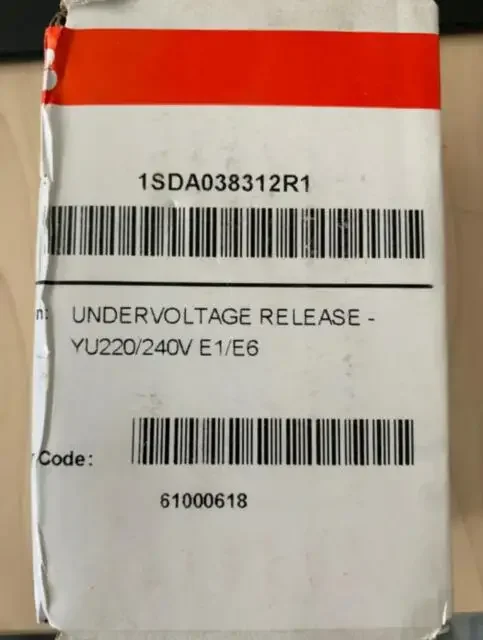 1SDA038312R1
n: UNDERVOLTAGE RELEASE -
YU220/240V E1/E6
Code:
61000618